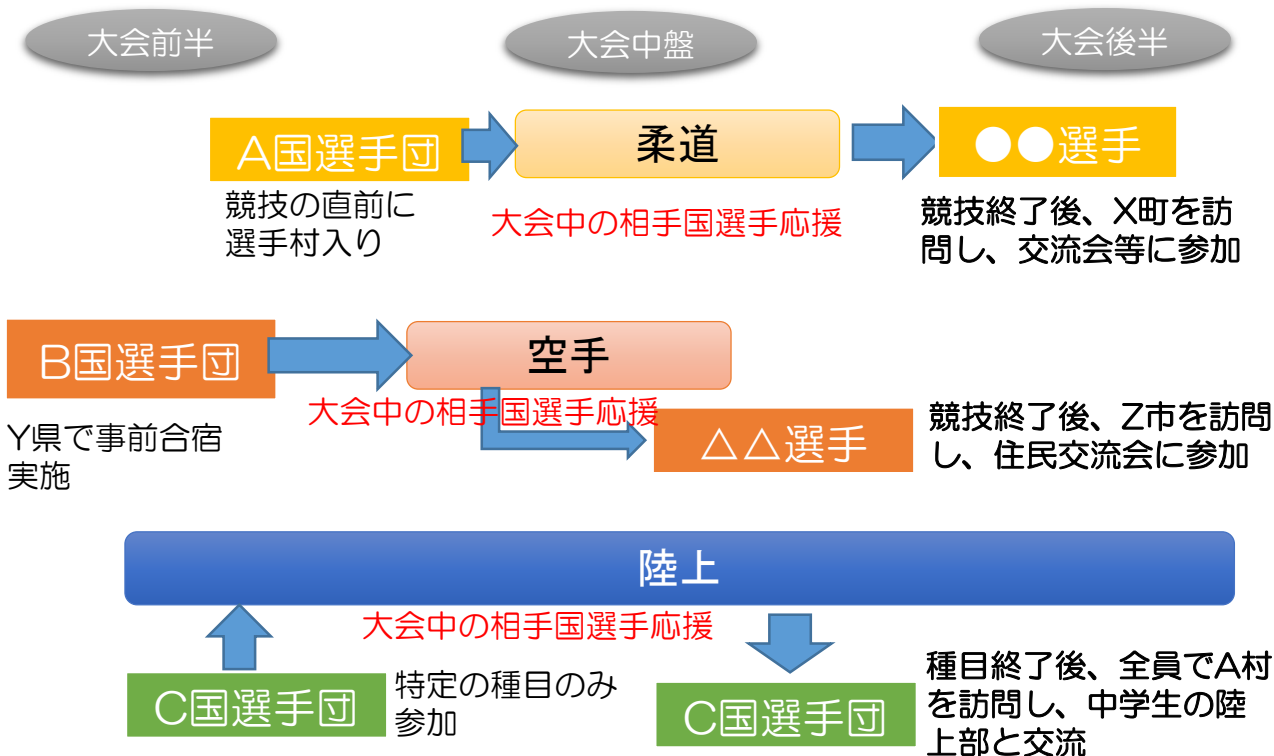 大会前半
大会中盤
大会後半
A国選手団
柔道
●●選手
競技の直前に
選手村入り
大会中の相手国選手応援
競技終了後、X町を訪
問し、交流会等に参加
B国選手団
空手
大会中の相手国選手応援
Y県で事前合宿
実施
△△選手
競技終了後、Z市を訪問
し、住民交流会に参加
陸上
大会中の相手国選手応援
C国選手団
特定の種目のみ
参加
C国選手団
種目終了後、全員でA村
を訪問し、中学生の陸
上部と交流